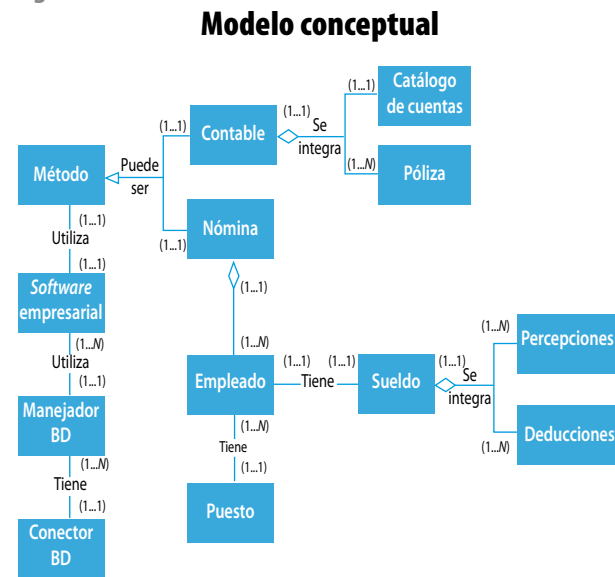 Modelo conceptual
(1...1)
Catálogo
de cuentas
(1...1)
Contable
(1...1)
Se
integra
(1...N)
Póliza
Método
Puede
ser
(1...1)
Nómina
(1...1)
Utiliza
(1...1)
Software
empresarial
(1...1)
(1...N)
Utiliza
(1...1)
(1...N)
Empleado
(1...1)
Tiene
(1...1)
Sueldo
(1...1)
Se
integra
(1...N)
Percepciones
(1...N)
Deducciones
Manejador
BD
(1...N)
Tiene
(1...1)
(1...N)
Tiene
(1...1)
Puesto
Conector
BD